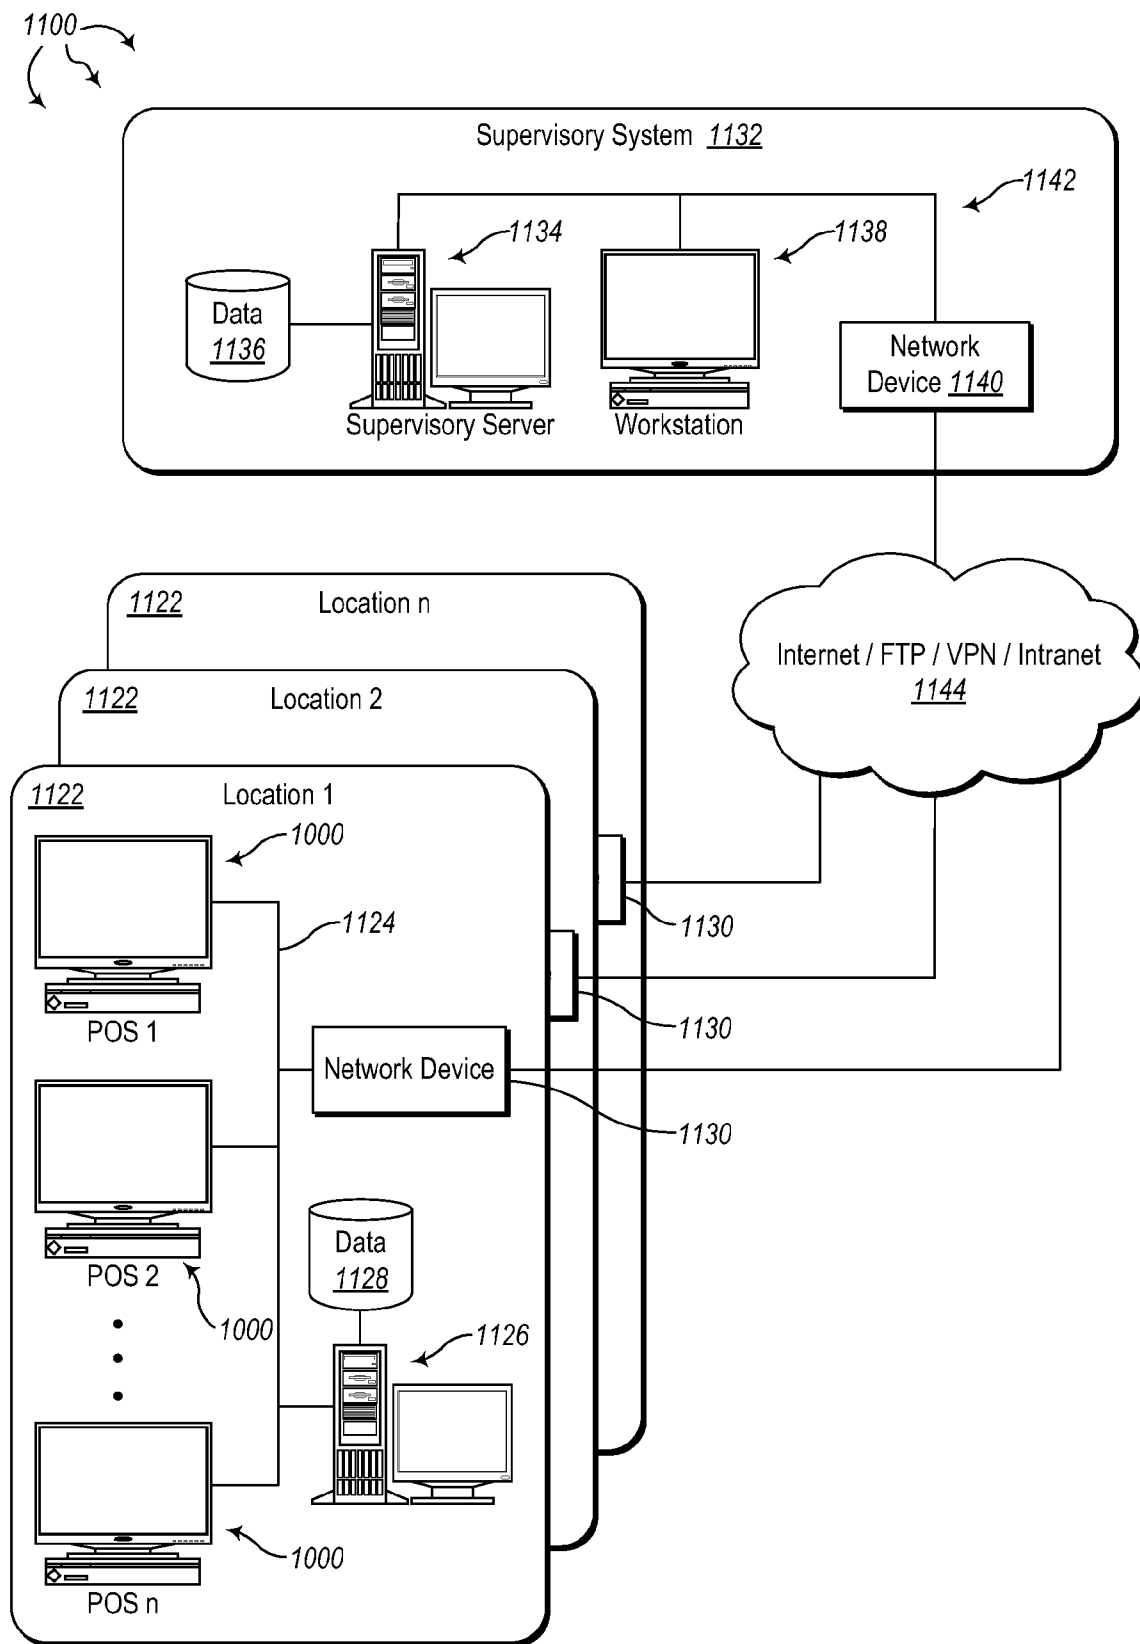 1100
Supervisory System 1132
1142
1134
1138
Data
1136
Network
Device 1140
Supervisory Server
Workstation
1122
Location n
Internet / FTP / VPN / Intranet
1144
1122
Location 2
1122
Location 1
1000
1124
1130
POS 1
1130
Network Device
1130
Data
1128
POS 2
1000
1126
1000
POS n